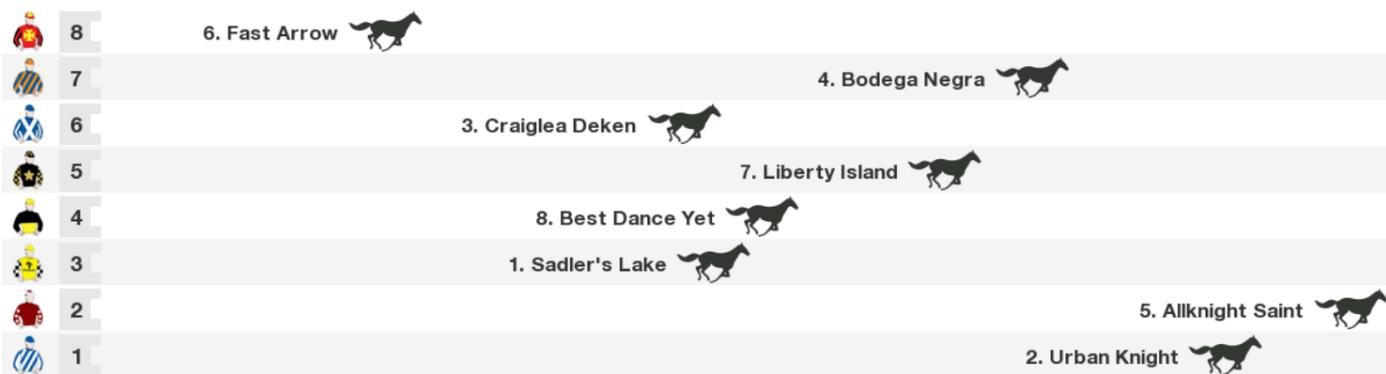 8 6. Fast Arrow
7 4. Bodega Negra
6 3. Craiglea Deken
5 7. Liberty Island
4 8. Best Dance Yet
3 1. Sadler's Lake
2 5. Allknight Saint
1 2. Urban Knight